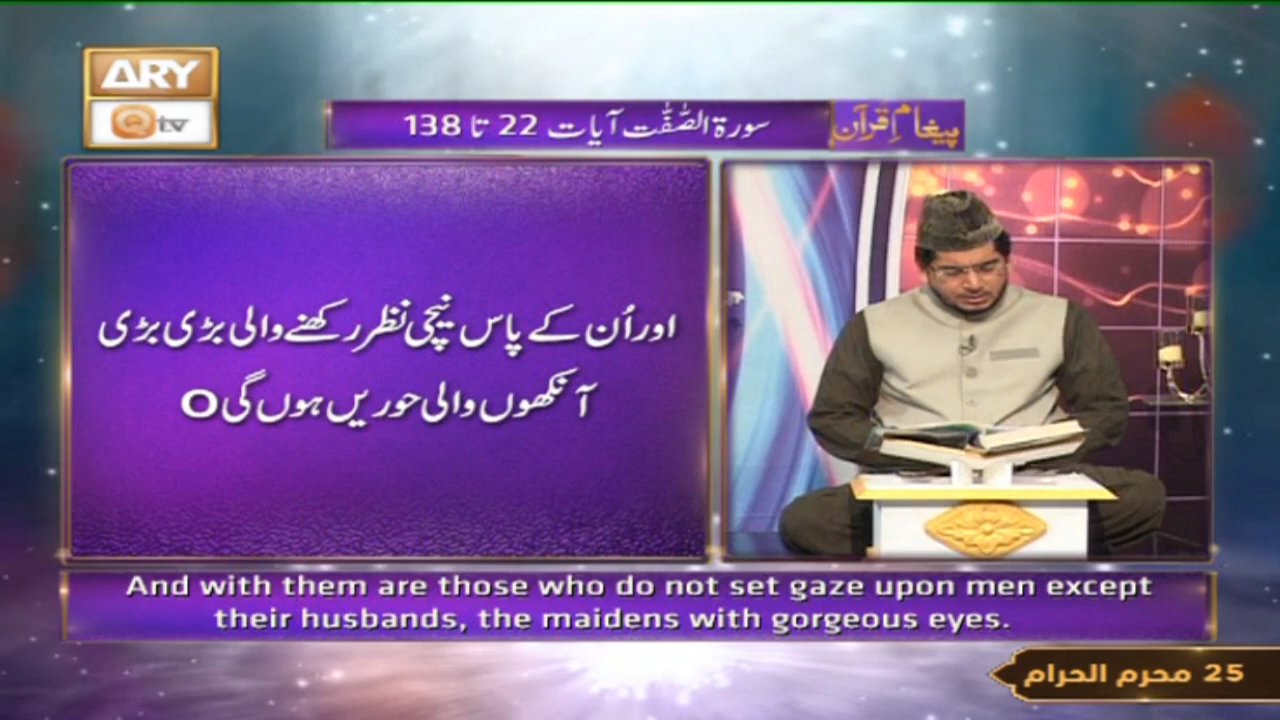 ARY
Qtv
پیغامِ قرآن
سورۃ الصّٰفّٰت آیات 22 تا 138
اور اُن کے پاس نیچی نظر رکھنے والی بڑی بڑی
آنکھوں والی حوریں ہوں گی O
And with them are those who do not set gaze upon men except
their husbands, the maidens with gorgeous eyes.
25 محرم الحرام